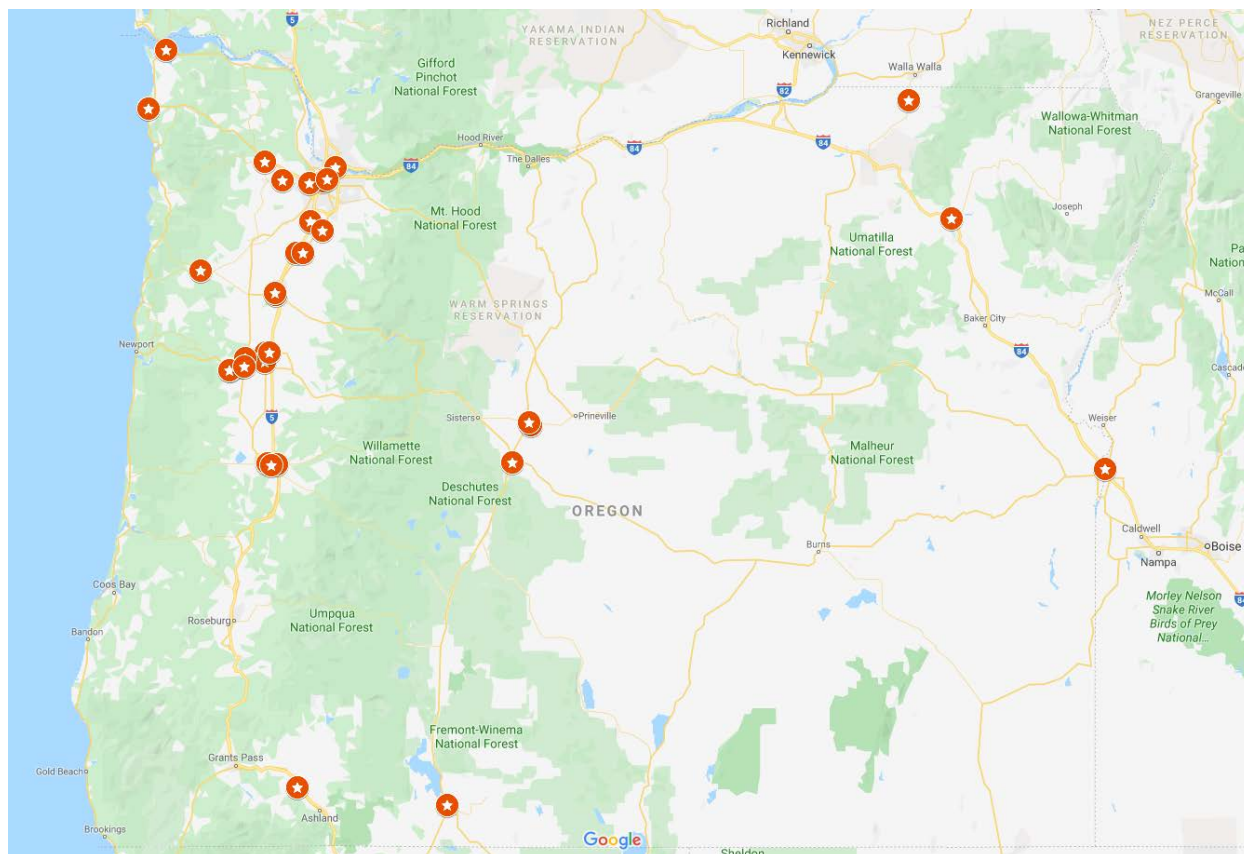 5
YAKAMA INDIAN
RESERVATION
Richland
Kennewick
NEZ PERCE
RESERVATION
Gifford
Pinchot
National Forest
Walla Walla
82
Grangeville
Wallowa-Whitman
National Forest
Hood River
84
84
84
The Dalles
Mt. Hood
National Forest
Joseph
Umatilla
National Forest
Pa
Nation
McCall
WARM SPRINGS
RESERVATION
Baker City
Newport
84
Cascade
Sisters
Prineville
5
Weiser
Willamette
National Forest
Malheur
National Forest
Deschutes
National Forest
OREGON
Caldwell
Boise
Burns
Nampa
Coos Bay
Morley Nelson
Snake River
Birds of Prey
National...
84
Umpqua
National Forest
Roseburg
Bandon
Fremont-Winema
National Forest
Grants Pass
Gold Beach
Ashland
Brookings
Google
Sheldon